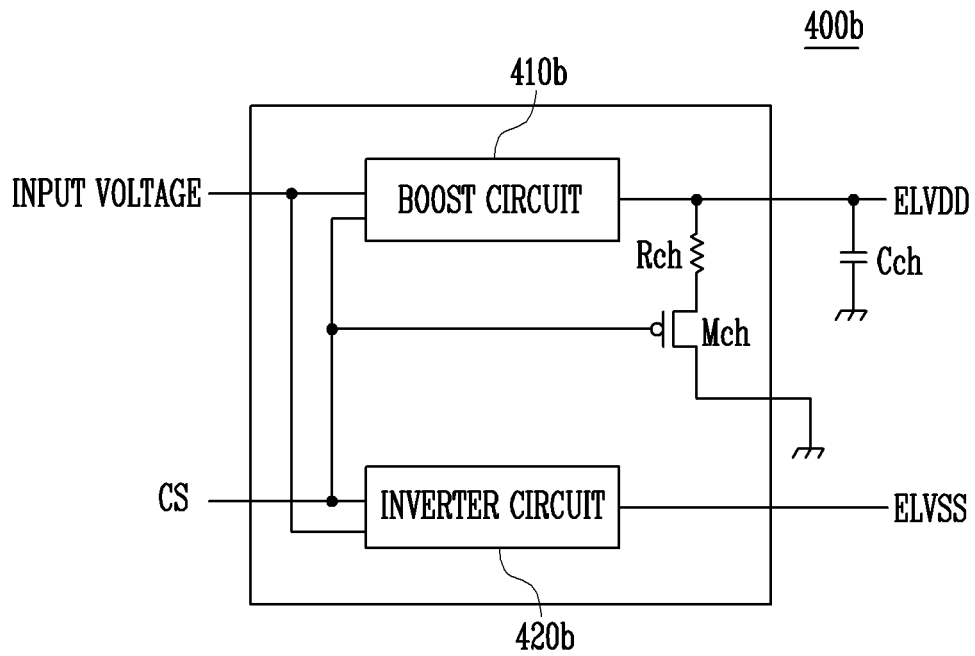 400b
410b
INPUT VOLTAGE
BOOST CIRCUIT
ELVDD
Rch
Cch
Mch
CS
INVERTER CIRCUIT
ELVSS
420b